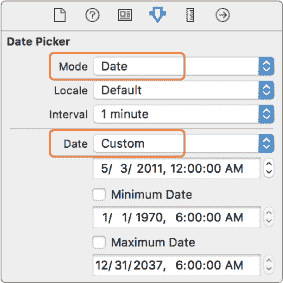 Date Picker
Mode Date
Locale Default
Interval 1 minute
Date Custom
5/ 3/ 2011, 12:00:00 AM
Minimum Date
1/ 1/ 1970, 6:00:00 AM
Maximum Date
12/31/2037, 6:00:00 AM